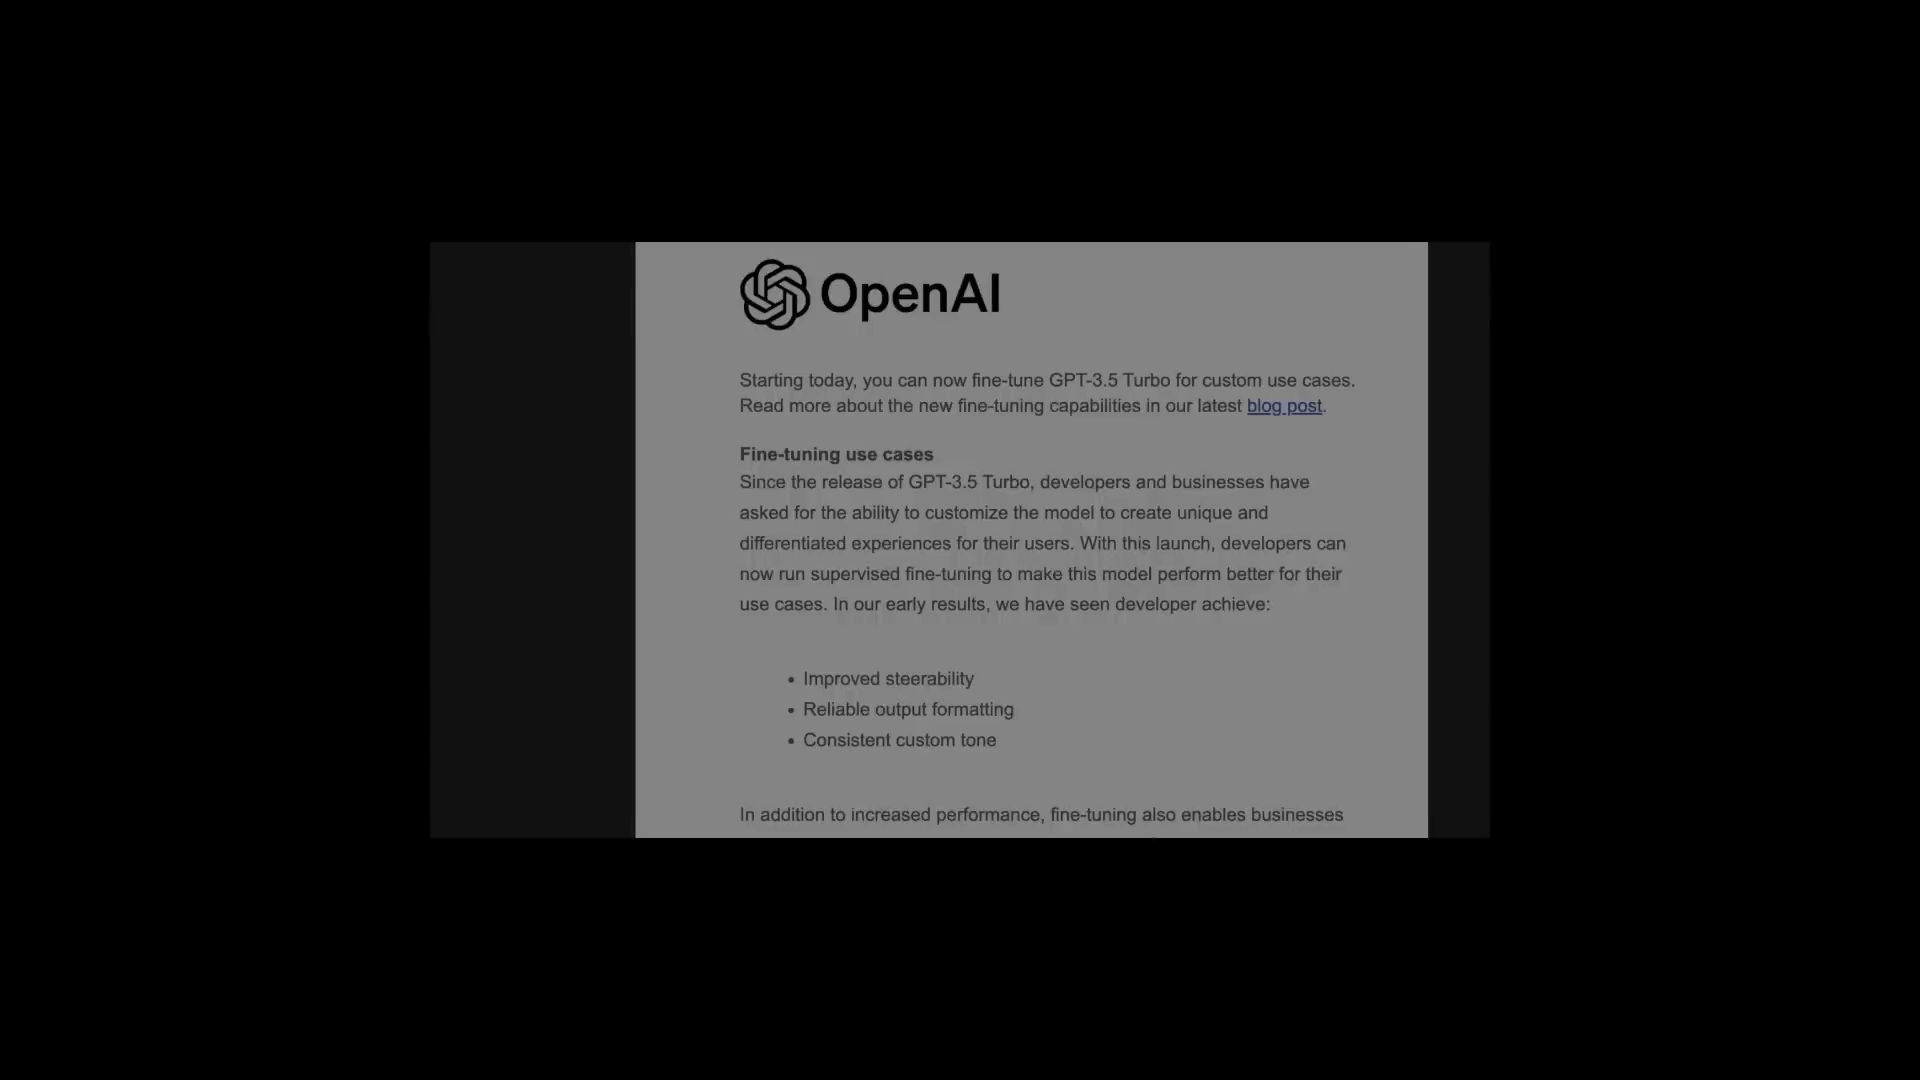 OpenAI
Starting today, you can now fine-tune GPT-3.5 Turbo for custom use cases.
Read more about the new fine-tuning capabilities in our latest blog post.
Fine-tuning use cases
Since the release of GPT-3.5 Turbo, developers and businesses have
asked for the ability to customize the model to create unique and
differentiated experiences for their users. With this launch, developers can
now run supervised fine-tuning to make this model perform better for their
use cases. In our early results, we have seen developer achieve:
• Improved steerability
• Reliable output formatting
• Consistent custom tone
In addition to increased performance, fine-tuning also enables businesses